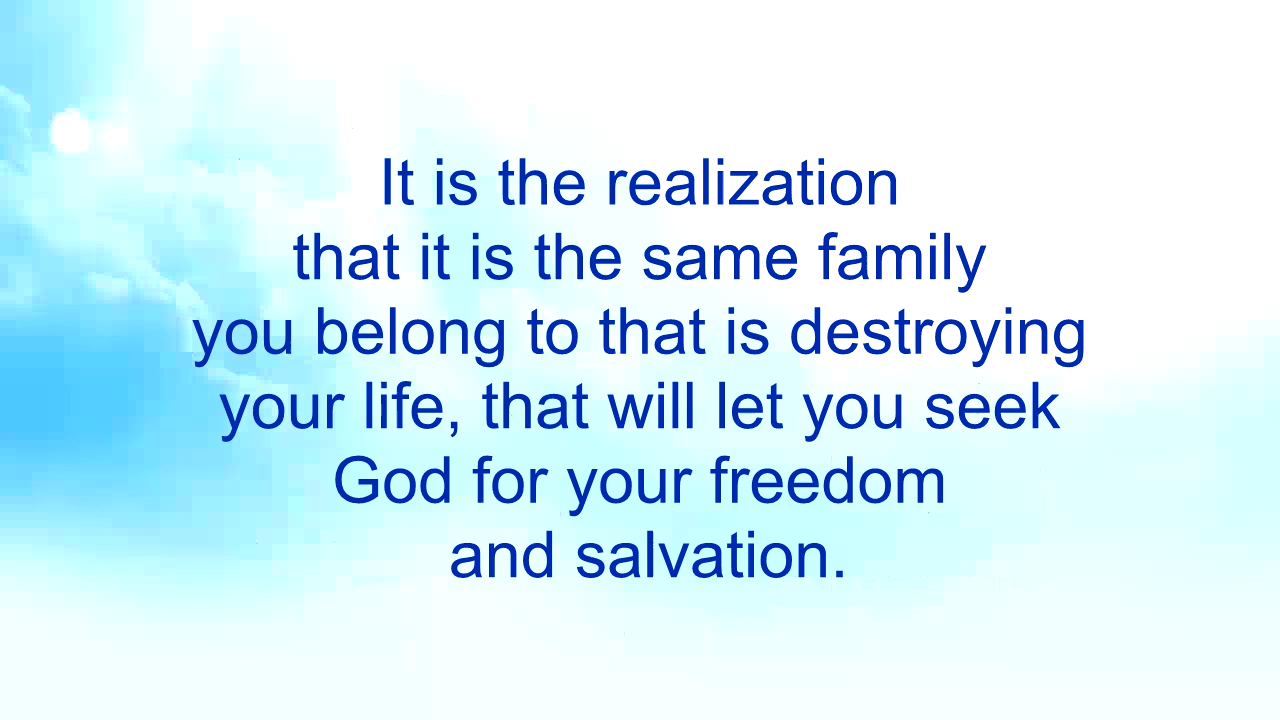 It is the realization
that it is the same family
you belong to that is destroying
your life, that will let you seek
God for your freedom
and salvation.